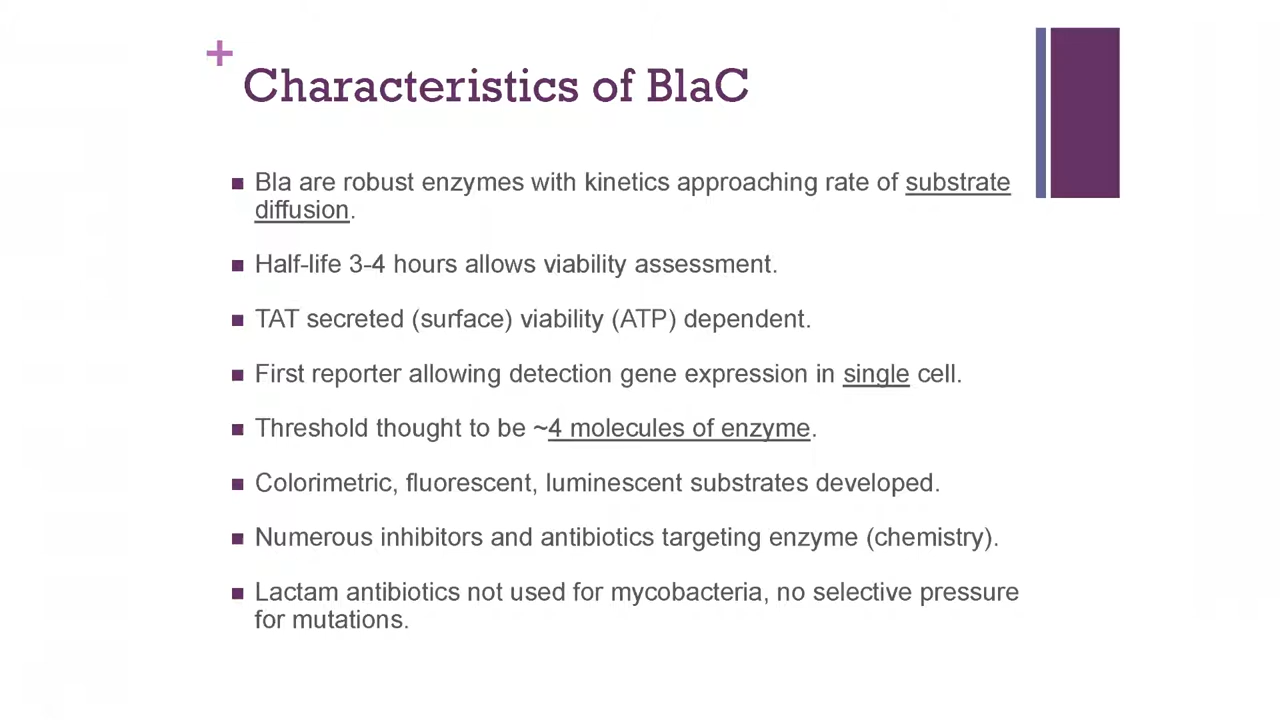 +
Characteristics of BlaC
▪ Bla are robust enzymes with kinetics approaching rate of substrate
diffusion.
▪ Half-life 3-4 hours allows viability assessment.
▪ TAT secreted (surface) viability (ATP) dependent.
▪ First reporter allowing detection gene expression in single cell.
▪ Threshold thought to be ~4 molecules of enzyme.
▪ Colorimetric, fluorescent, luminescent substrates developed.
▪ Numerous inhibitors and antibiotics targeting enzyme (chemistry).
▪ Lactam antibiotics not used for mycobacteria, no selective pressure
for mutations.